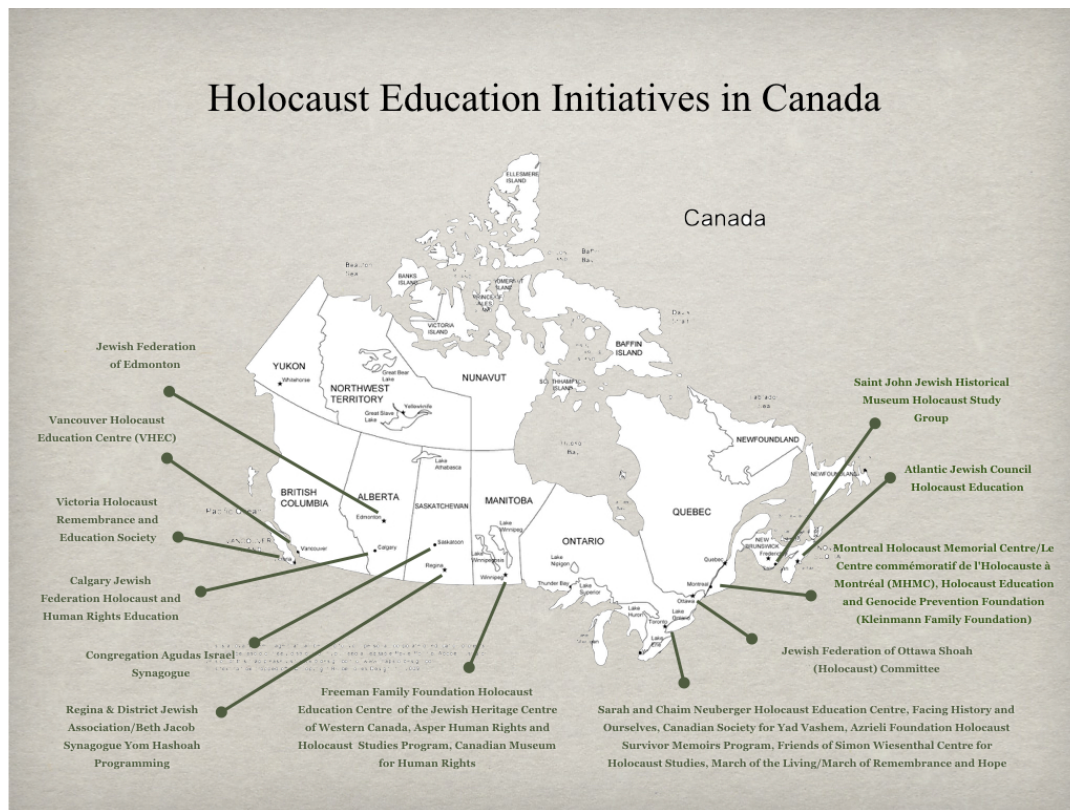 Holocaust Education Initiatives in Canada
Canada
ELLESMERE
ISLAND
BANKS
ISLAND
VICTORIA
ISLAND
BAFFIN
ISLAND
YUKON
Whitehorse
NORTHWEST
TERRITORY
Great Bear
Lake
Great Slave
Lake
Yellowknife
NUNAVUT
Jewish Federation
of Edmonton
Vancouver Holocaust
Education Centre (VHEC)
Victoria Holocaust
Remembrance and
Education Society
Calgary Jewish
Federation Holocaust and
Human Rights Education
Congregation Agudas Israel
Synagogue
Regina & District Jewish
Association/Beth Jacob
Synagogue Yom Hashoah
Programming
BRITISH
COLUMBIA
Vancouver
ALBERTA
Edmonton
Calgary
Lake
Athabasca
SASKATCHEWAN
Saskatoon
Regina
MANITOBA
Lake
Winnipeg
Winnipeg
ONTARIO
Lake
Nipigon
Thunder Bay
Lake
Superior
Lake
Huron
Toronto
Lake
Ontario
Lake
Erie
Ottawa
QUEBEC
Quebec
Montreal
NEWFOUNDLAND
NEWFOUNDLAND
NEW
BRUNSWICK
Saint John Jewish Historical
Museum Holocaust Study
Group
Atlantic Jewish Council
Holocaust Education
Montreal Holocaust Memorial Centre/Le
Centre commémoratif de l'Holocauste à
Montréal (MHMC), Holocaust Education
and Genocide Prevention Foundation
(Kleinmann Family Foundation)
Jewish Federation of Ottawa Shoah
(Holocaust) Committee
Freeman Family Foundation Holocaust
Education Centre of the Jewish Heritage Centre
of Western Canada, Asper Human Rights and
Holocaust Studies Program, Canadian Museum
for Human Rights
Sarah and Chaim Neuberger Holocaust Education Centre, Facing History and
Ourselves, Canadian Society for Yad Vashem, Azrieli Foundation Holocaust
Survivor Memoirs Program, Friends of Simon Wiesenthal Centre for
Holocaust Studies, March of the Living/March of Remembrance and Hope